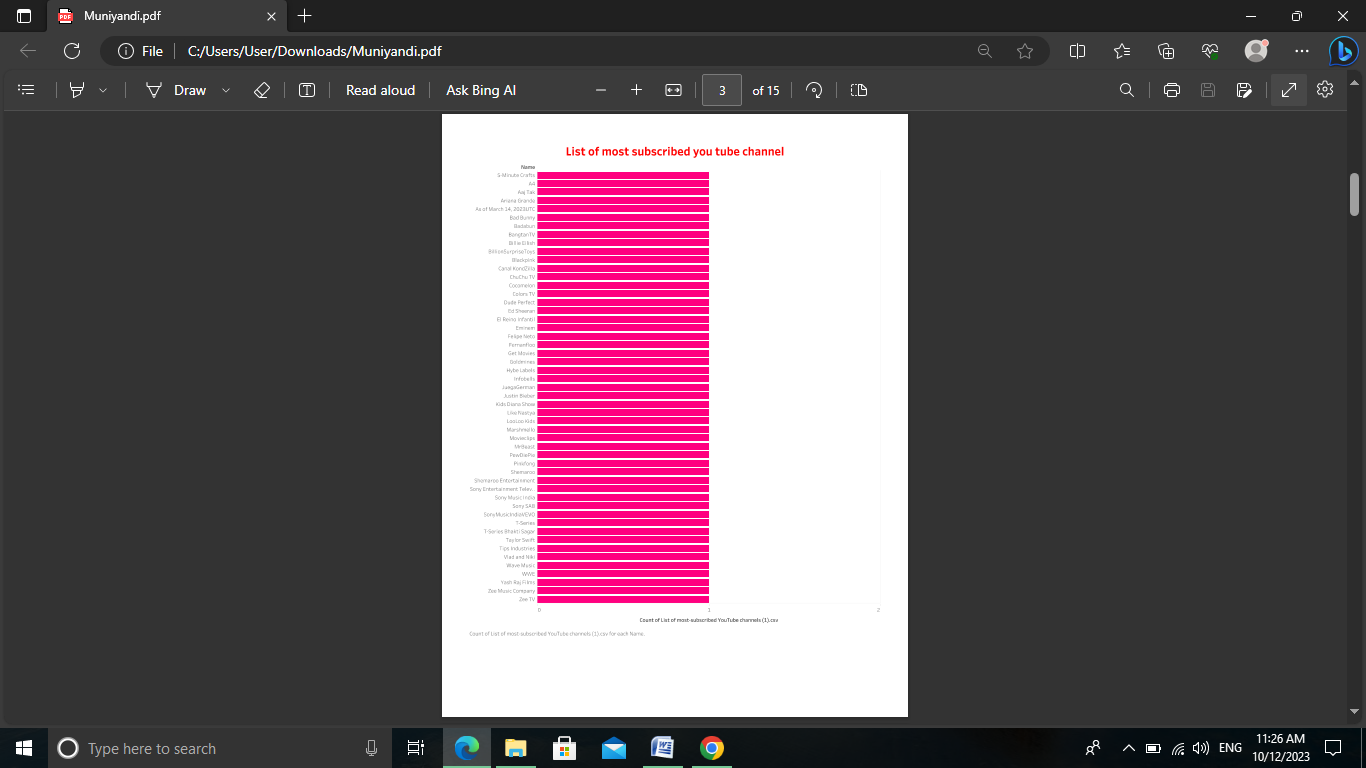 Muniyandi.pdf
File
C:/Users/User/Downloads/Muniyandi.pdf
Draw
Read aloud
Ask Bing AI
3 of 15
List of most subscribed you tube channel
Name
5-Minute Crafts
A4
Aaj Tak
Ariana Grande
As of March 14, 2023UTC
Bad Bunny
Badabun
BangtanTV
Billie Eilish
BillionSurpriseToys
Blackpink
Canal KondZilla
ChuChu TV
Cocomelon
Colors TV
Dude Perfect
Ed Sheeran
El Reino Infantil
Eminem
Felipe Neto
Fernanfloo
Get Movies
Goldmines
Hybe Labels
Infobells
JuegaGerman
Justin Bieber
Kids Diana Show
Like Nastya
LooLoo Kids
Marshmello
Movieclips
MrBeast
PewDiePie
Pinkfong
Shemaroo
Shemaroo Entertainment
Sony Entertainment Telev..
Sony Music India
Sony SAB
SonyMusicIndiaVEVO
T-Series
T-Series Bhakti Sagar
Taylor Swift
Tips Industries
Vlad and Niki
Wave Music
WWE
Yash Raj Films
Zee Music Company
Zee TV
0 1 2
Count of List of most-subscribed YouTube channels (1).csv
Count of List of most-subscribed YouTube channels (1).csv for each Name.
Type here to search
ENG
11:26 AM
10/12/2023